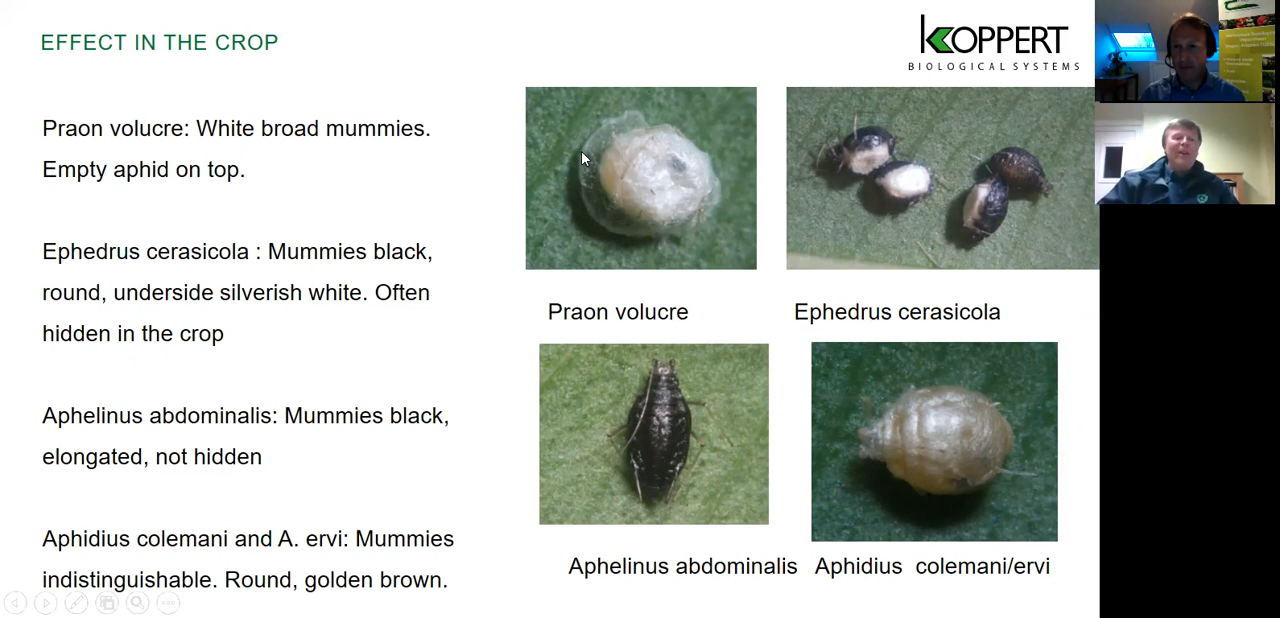 EFFECT IN THE CROP
KOPPERT
BIOLOGICAL SYSTEMS
Praon volucre: White broad mummies.
Empty aphid on top.
Ephedrus cerasicola : Mummies black,
round, underside silverish white. Often
hidden in the crop
Aphelinus abdominalis: Mummies black,
elongated, not hidden
Aphidius colemani and A. ervi: Mummies
indistinguishable. Round, golden brown.
Praon volucre
Ephedrus cerasicola
Aphelinus abdominalis
Aphidius colemani/ervi